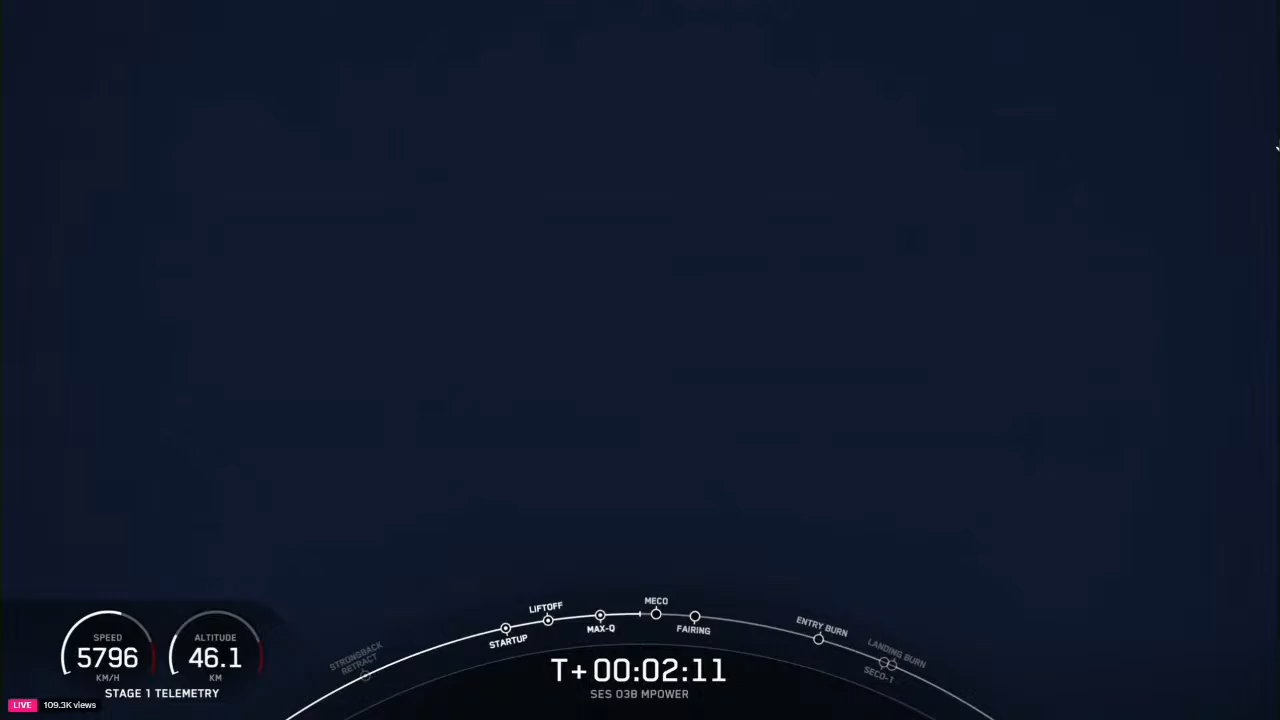 STRONGBACK
RETRACT
STARTUP
LIFTOFF
MAX-Q
MECO
FAIRING
ENTRY BURN
LANDING BURN
SECO-1
SPEED
5796
KM/H
ALTITUDE
46.1
KM
STAGE 1 TELEMETRY
T+00:02:11
SES O3B MPOWER
LIVE 109.3K views